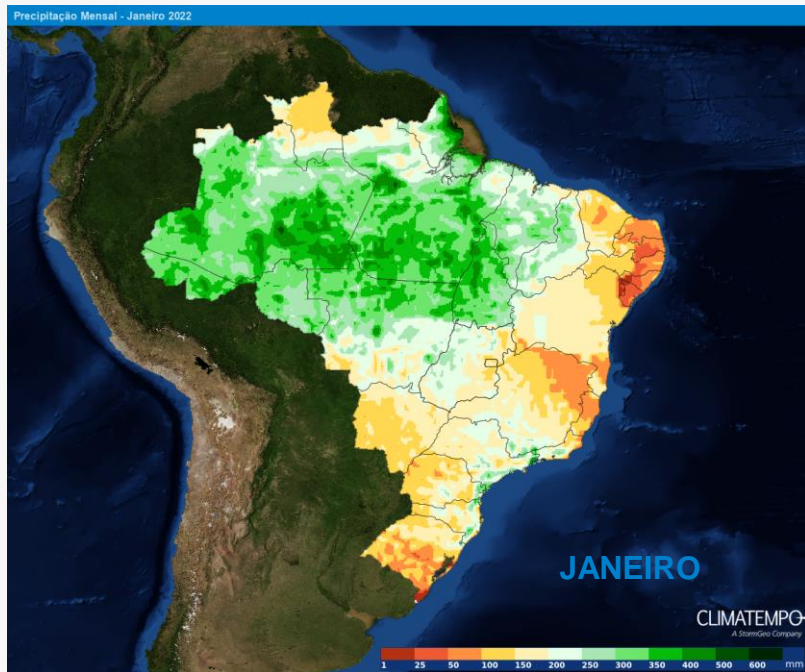 Precipitação Mensal - Janeiro 2022
JANEIRO
CLIMATEMPO
A StormGeo Company
1 25 50 100 150 200 250 300 350 400 500 600 mm